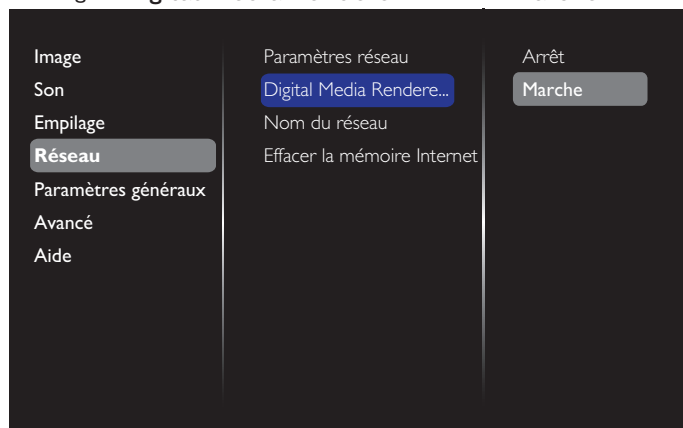 Image
Son
Empilage
Réseau
Paramètres généraux
Avancé
Aide
Paramètres réseau
Digital Media Rendere...
Nom du réseau
Effacer la mémoire Internet
Arrêt
Marche